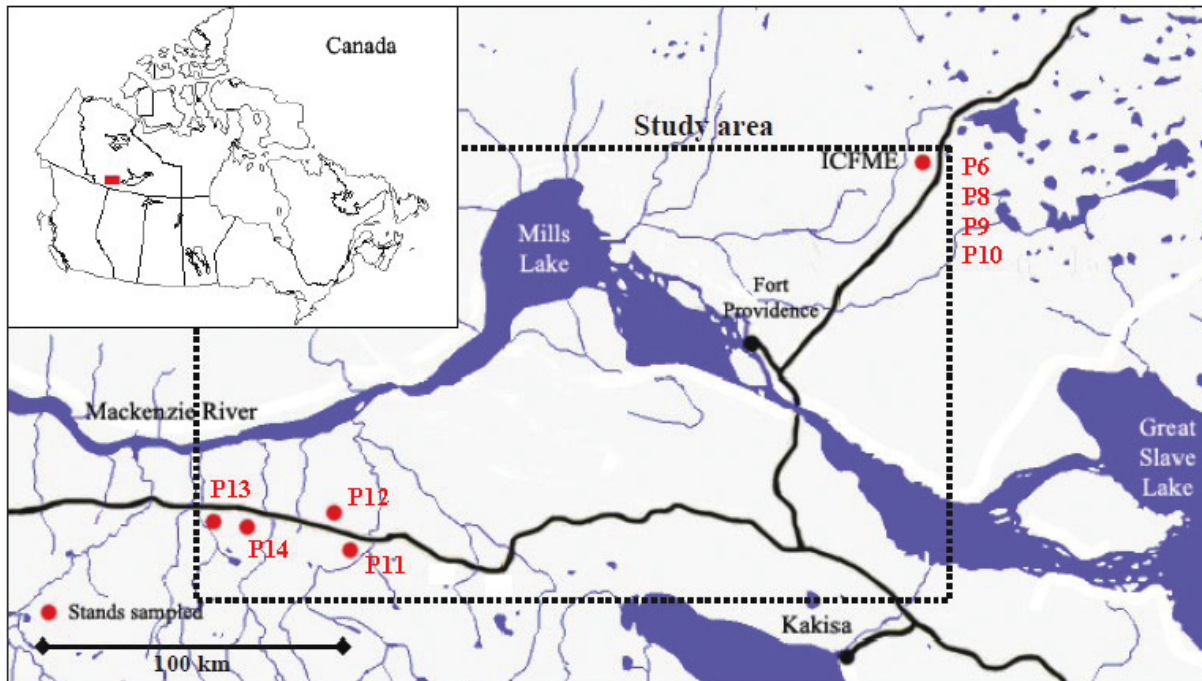 Canada
Study area
ICFME
P6
P8
P9
P10
Mills
Lake
Fort
Providence
Mackenzie River
Great
Slave
Lake
P13
P12
P14
P11
Stands sampled
Kakisa
100 km